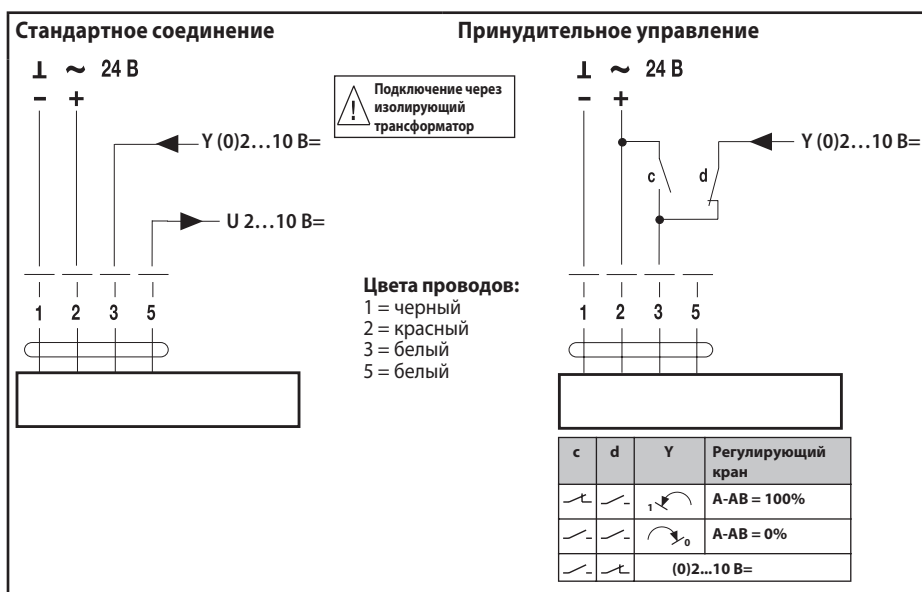 Стандартное соединение
⊥ ~ 24 В
− +
Y (0)2…10 В=
U 2…10 В=
1 2 3 5
Подключение через
изолирующий
трансформатор
!
Цвета проводов:
1 = черный
2 = красный
3 = белый
5 = белый
Принудительное управление
⊥ ~ 24 В
− +
Y (0)2…10 В=
c d
1 2 3 5
c d Y Регулирующий
кран
1 A-AB = 100%
0 A-AB = 0%
(0)2...10 В=